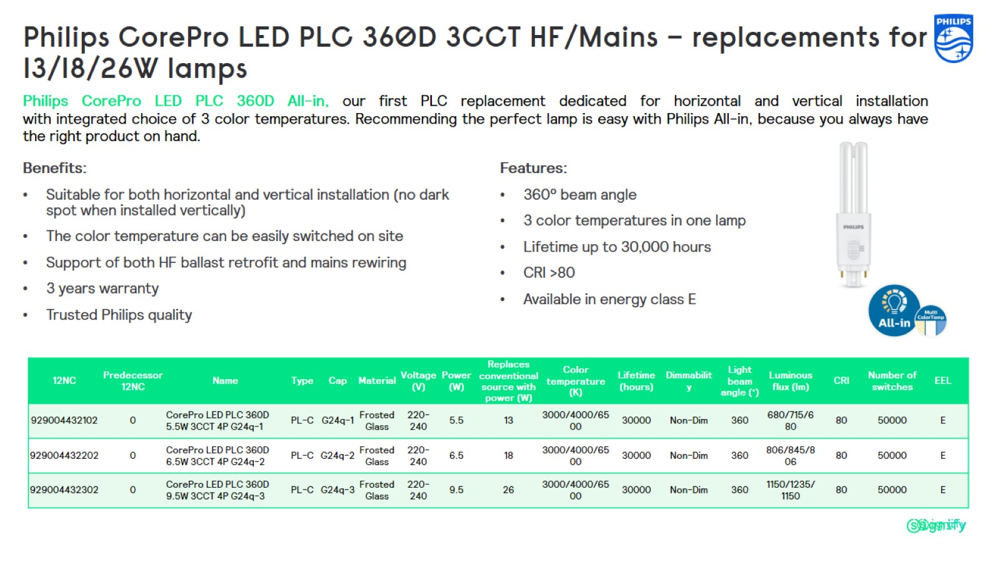 Philips CorePro LED PLC 360D 3CCT HF/Mains – replacements for
13/18/26W lamps
PHILIPS
Philips CorePro LED PLC 360D All-in, our first PLC replacement dedicated for horizontal and vertical installation
with integrated choice of 3 color temperatures. Recommending the perfect lamp is easy with Philips All-in, because you always have
the right product on hand.
Benefits:
• Suitable for both horizontal and vertical installation (no dark
spot when installed vertically)
• The color temperature can be easily switched on site
• Support of both HF ballast retrofit and mains rewiring
• 3 years warranty
• Trusted Philips quality
Features:
• 360º beam angle
• 3 color temperatures in one lamp
• Lifetime up to 30,000 hours
• CRI >80
• Available in energy class E
PHILIPS
All-in
Multi
ColorTemp
12NC Predecessor 12NC Name Type Cap Material Voltage (V) Power (W) Replaces conventional source with power (W) Color temperature (K) Lifetime (hours) Dimmability Light beam angle (°) Luminous flux (lm) CRI Number of switches EEL
929004432102 0 CorePro LED PLC 360D 5.5W 3CCT 4P G24q-1 PL-C G24q-1 Frosted Glass 220-240 5.5 13 3000/4000/6500 30000 Non-Dim 360 680/715/680 80 50000 E
929004432202 0 CorePro LED PLC 360D 6.5W 3CCT 4P G24q-2 PL-C G24q-2 Frosted Glass 220-240 6.5 18 3000/4000/6500 30000 Non-Dim 360 806/845/806 80 50000 E
929004432302 0 CorePro LED PLC 360D 9.5W 3CCT 4P G24q-3 PL-C G24q-3 Frosted Glass 220-240 9.5 26 3000/4000/6500 30000 Non-Dim 360 1150/1235/1150 80 50000 E
(s)ignify